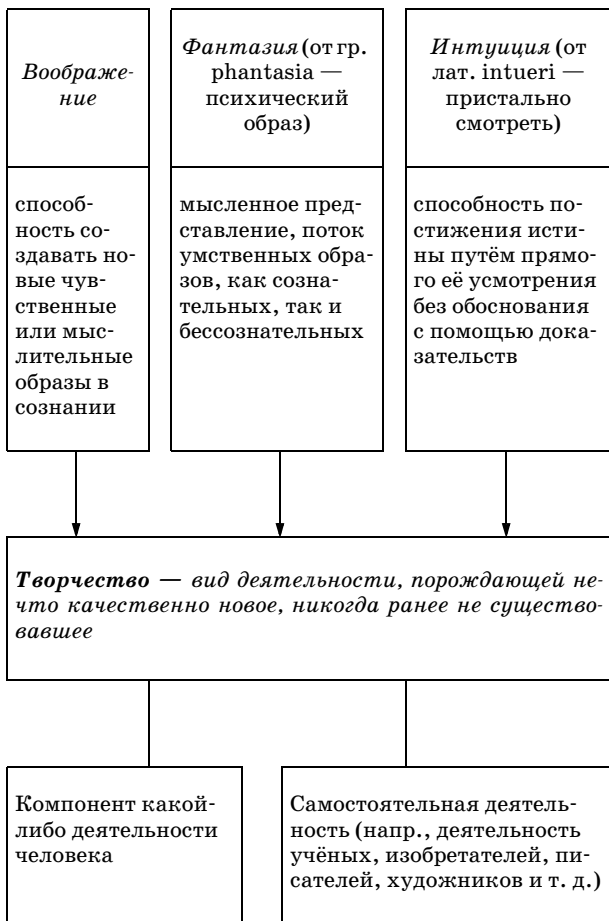 Воображе-
ние
Фантазия (от гр.
phantasia —
психический
образ)
Интуиция (от
лат. intueri —
пристально
смотреть)
способ-
ность со-
здавать но-
вые чув-
ственные
или мыс-
лительные
образы в
сознании
мысленное пред-
ставление, поток
умственных обра-
зов, как созна-
тельных, так и
бессознательных
способность по-
стижения исти-
ны путём прямо-
го её усмотрения
без обоснования
с помощью дока-
зательств
Творчество — вид деятельности, порождающей не-
что качественно новое, никогда ранее не существо-
вавшее
Компонент какой-
либо деятельности
человека
Самостоятельная деятель-
ность (напр., деятельность
учёных, изобретателей, пи-
сателей, художников и т. д.)